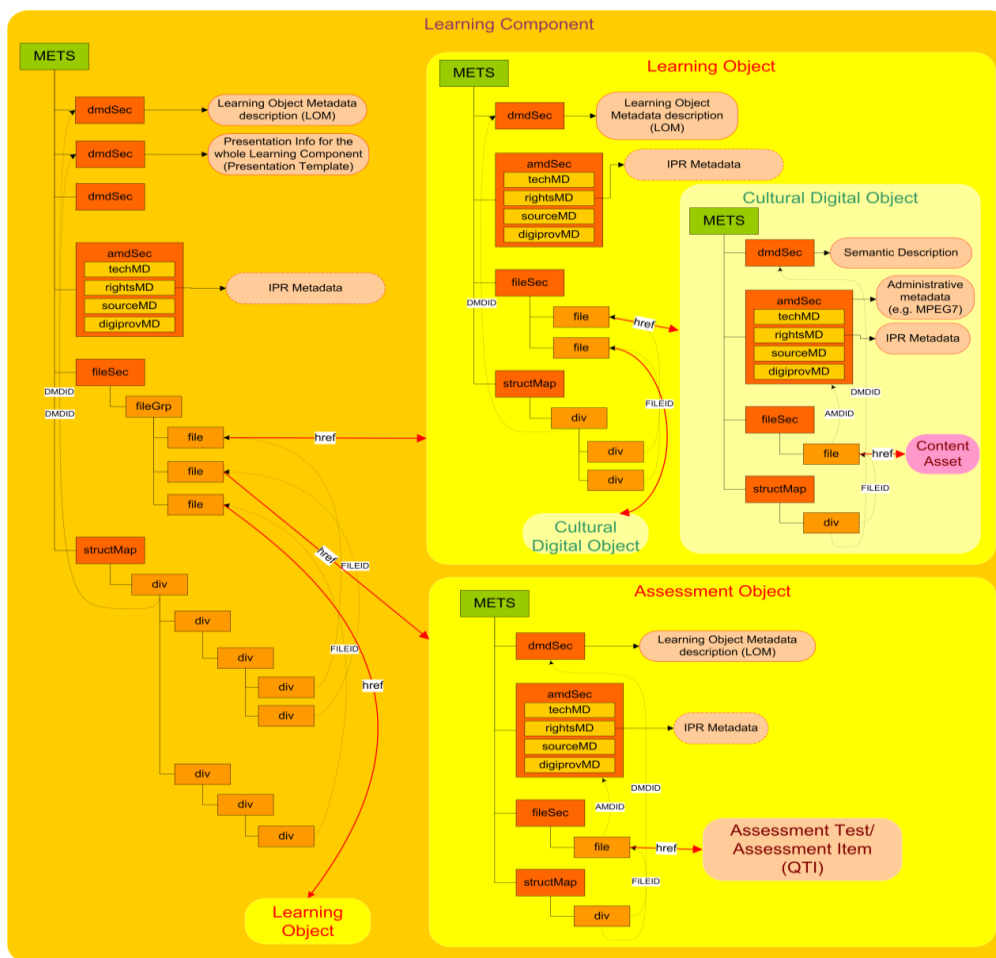 Learning Component
METS
dmdSec
Learning Object Metadata
description (LOM)
dmdSec
Presentation Info for the
whole Learning Component
(Presentation Template)
dmdSec
amdSec
techMD
rightsMD
sourceMD
digiprovMD
IPR Metadata
fileSec
DMDID
DMDID
fileGrp
file
href
file
file
href
FILEID
structMap
div
div
div
FILEID
div
div
href
div
div
div
Learning
Object
Learning Object
METS
dmdSec
Learning Object
Metadata description
(LOM)
amdSec
techMD
rightsMD
sourceMD
digiprovMD
IPR Metadata
fileSec
DMDID
file
href
file
structMap
FILEID
div
div
div
Cultural
Digital Object
Cultural Digital Object
METS
dmdSec
Semantic Description
amdSec
techMD
rightsMD
sourceMD
digiprovMD
Administrative
metadata
(e.g. MPEG7)
IPR Metadata
DMDID
AMDID
fileSec
file
href
Content
Asset
FILEID
structMap
div
Assessment Object
METS
dmdSec
Learning Object Metadata
description (LOM)
amdSec
techMD
rightsMD
sourceMD
digiprovMD
IPR Metadata
DMDID
AMDID
fileSec
file
href
Assessment Test/
Assessment Item
(QTI)
FILEID
structMap
div